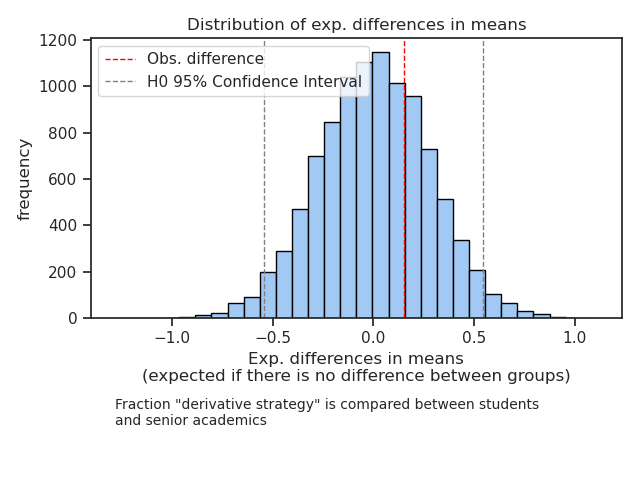 Distribution of exp. differences in means
Obs. difference
H0 95% Confidence Interval
1200
1000
800
600
400
200
0
frequency
−1.0
−0.5
0.0
0.5
1.0
Exp. differences in means
(expected if there is no difference between groups)
Fraction "derivative strategy" is compared between students
and senior academics